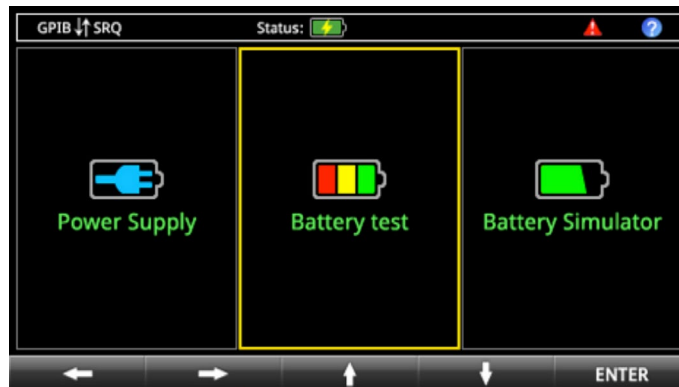 GPIB ↓↑ SRQ Status:
Power Supply
Battery test
Battery Simulator
ENTER